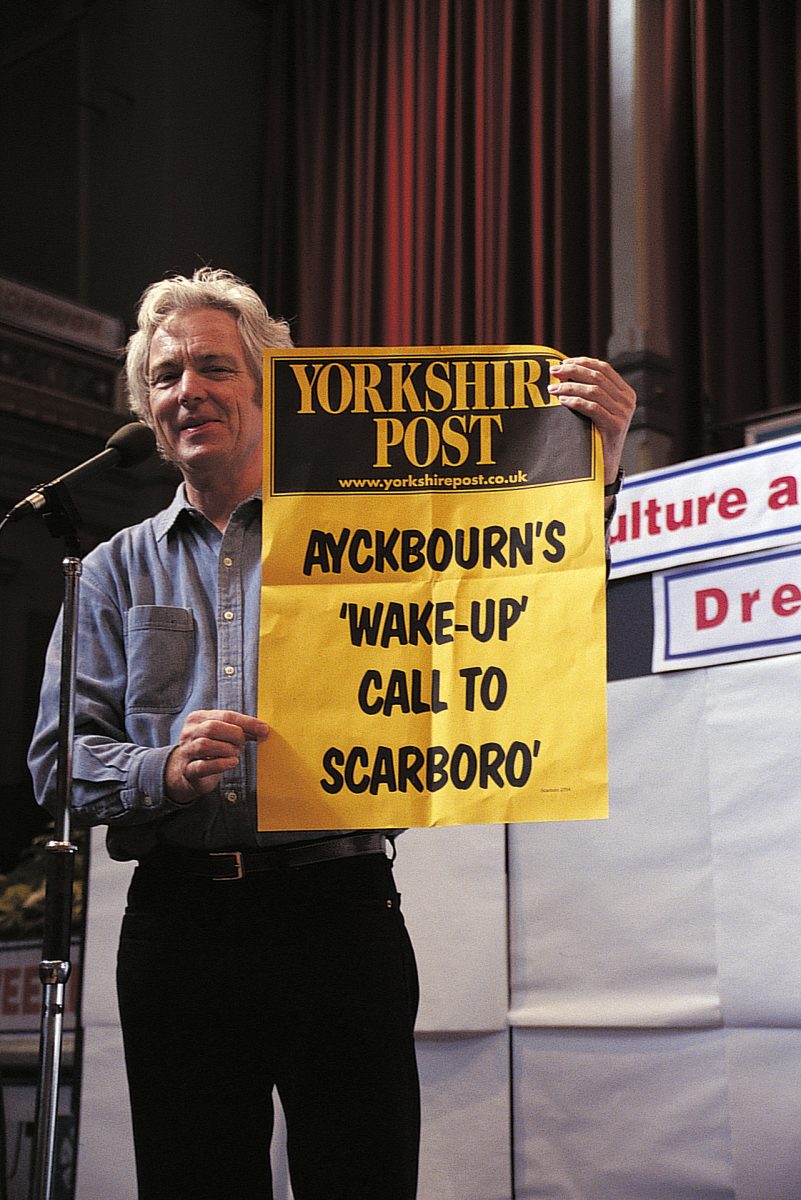 YORKSHIRE
POST
www.yorkshirepost.co.uk
AYCKBOURN'S
'WAKE-UP'
CALL TO
SCARBORO'
ulture a
Dre